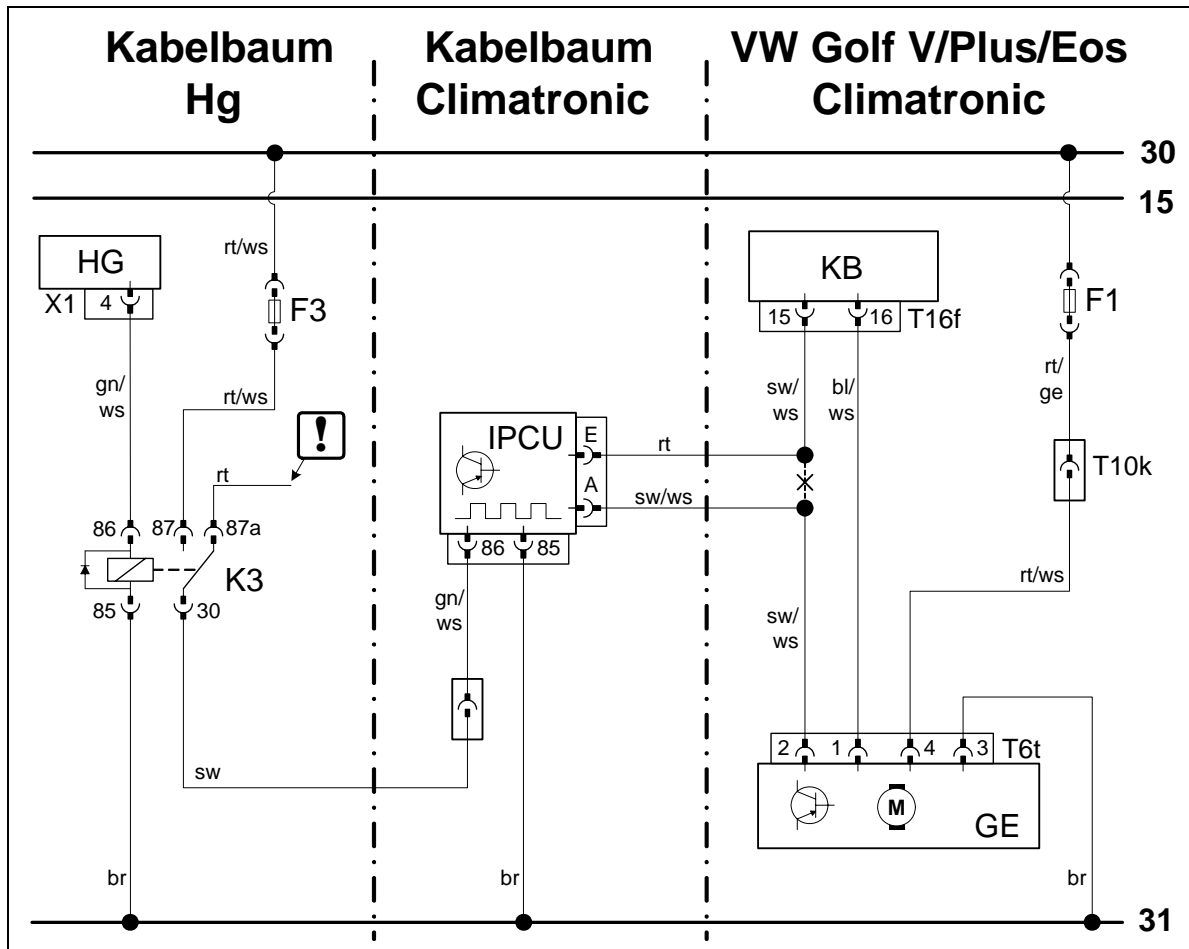 Kabelbaum
Hg
Kabelbaum
Climatronic
VW Golf V/Plus/Eos
Climatronic
30
15
HG
X1
4
rt/ws
F3
KB
15
16
T16f
F1
gn/
ws
rt/ws
sw/
ws
bl/
ws
rt/
ge
!
rt
IPCU
E
A
rt
sw/ws
T10k
86
87
87a
86
85
K3
85
30
gn/
ws
sw/
ws
rt/ws
sw
2
1
4
3
T6t
M
GE
br
br
br
31